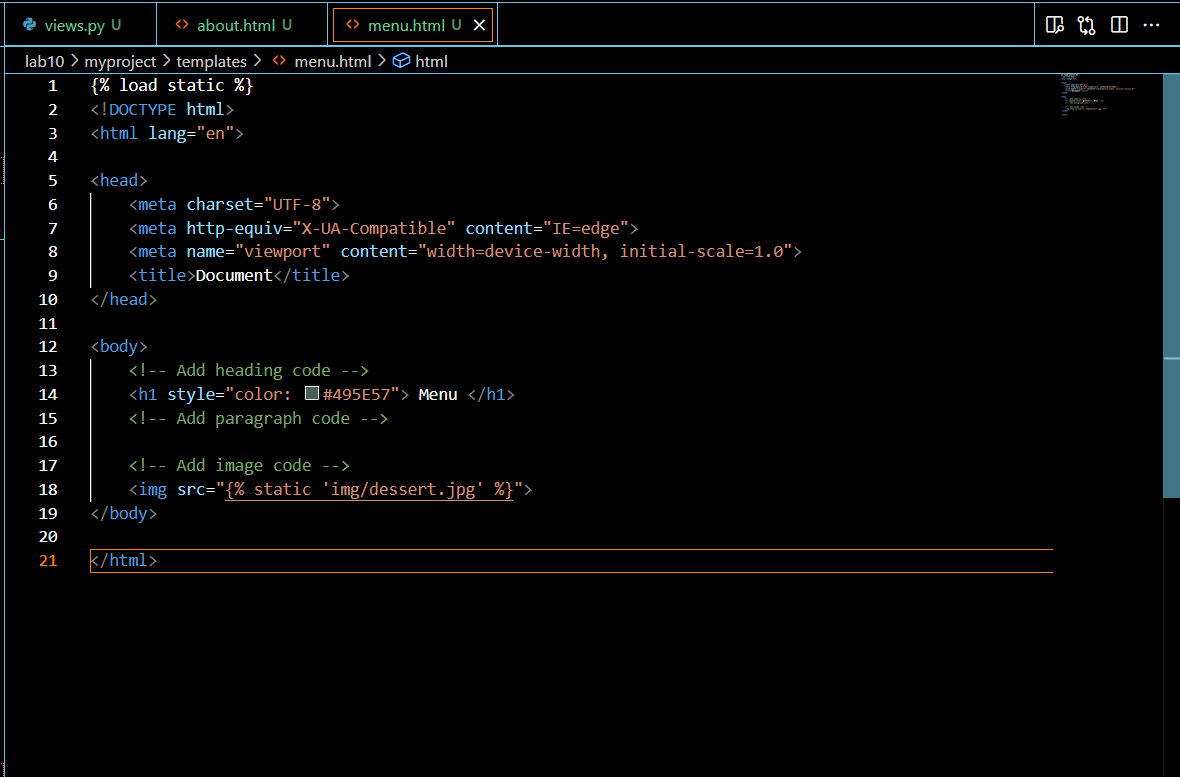 views.py U about.html U menu.html U
lab10 > myproject > templates > menu.html > html
1 {% load static %}
2 <!DOCTYPE html>
3 <html lang="en">
4
5 <head>
6     <meta charset="UTF-8">
7     <meta http-equiv="X-UA-Compatible" content="IE=edge">
8     <meta name="viewport" content="width=device-width, initial-scale=1.0">
9     <title>Document</title>
10 </head>
11
12 <body>
13     <!-- Add heading code -->
14     <h1 style="color: #495E57"> Menu </h1>
15     <!-- Add paragraph code -->
16
17     <!-- Add image code -->
18     <img src="{% static 'img/dessert.jpg' %}">
19 </body>
20
21 </html>